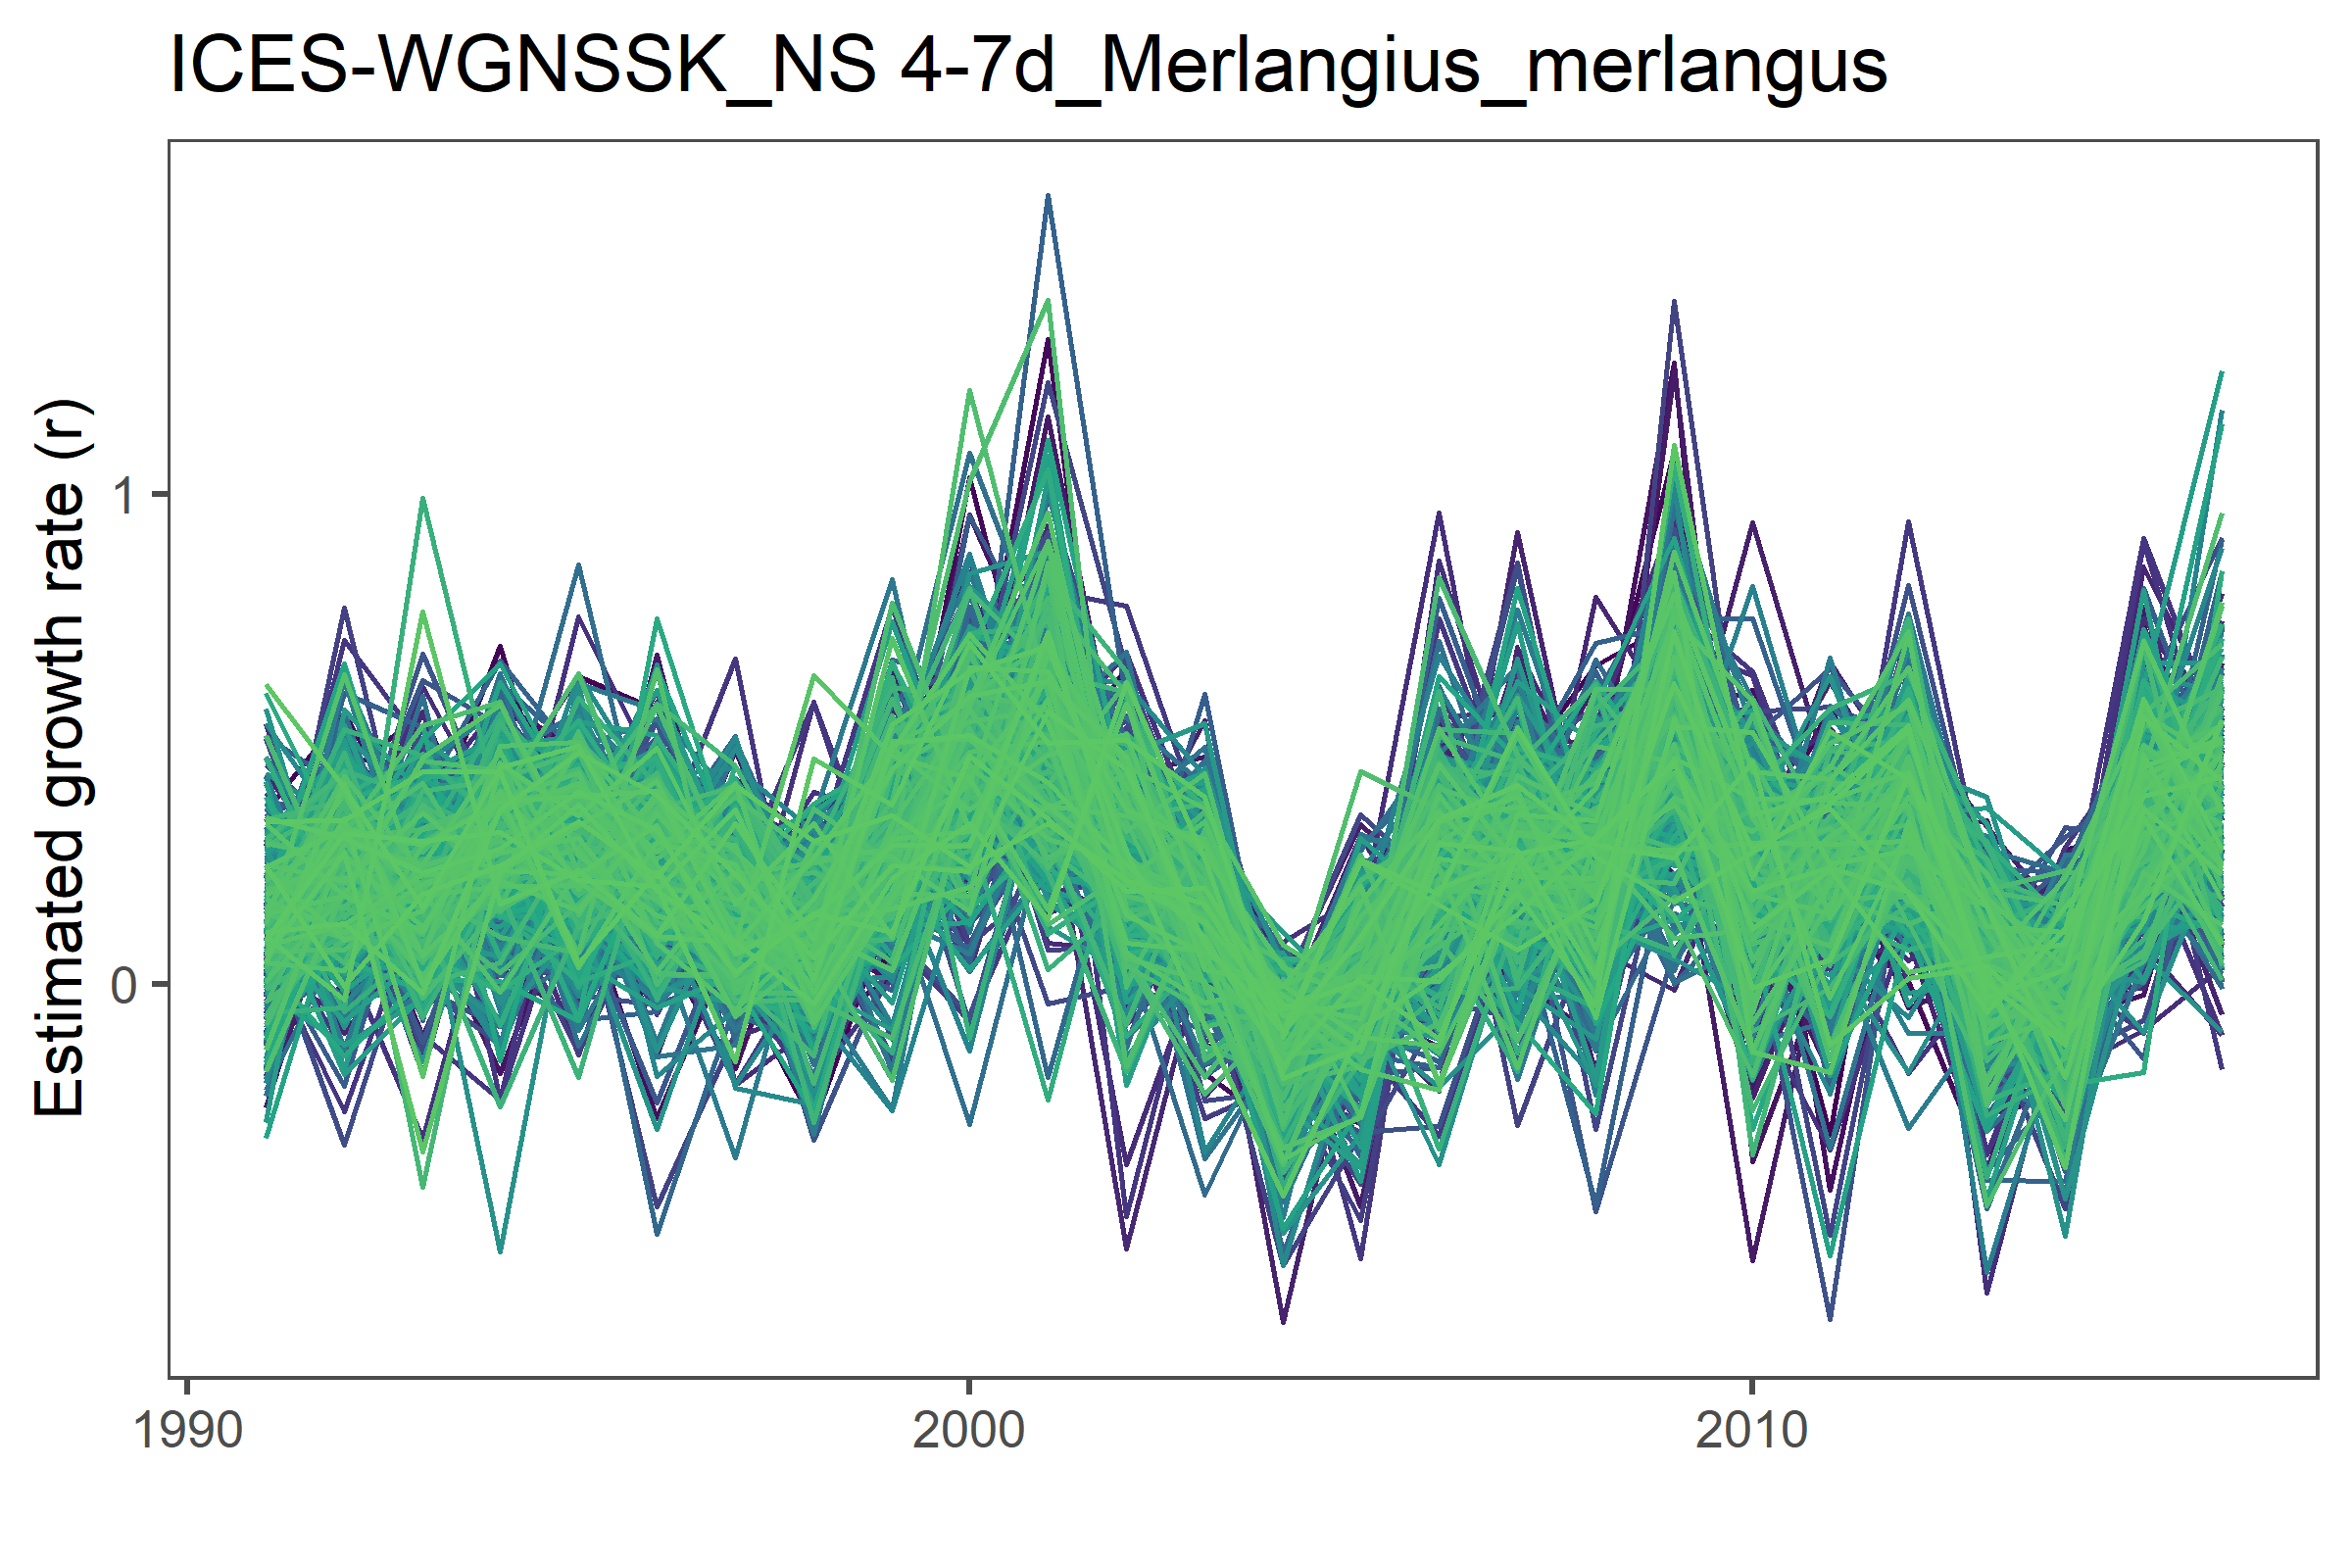 ICES-WGNSSK_NS 4-7d_Merlangius_merlangus
Estimated growth rate (r)
1
0
1990
2000
2010